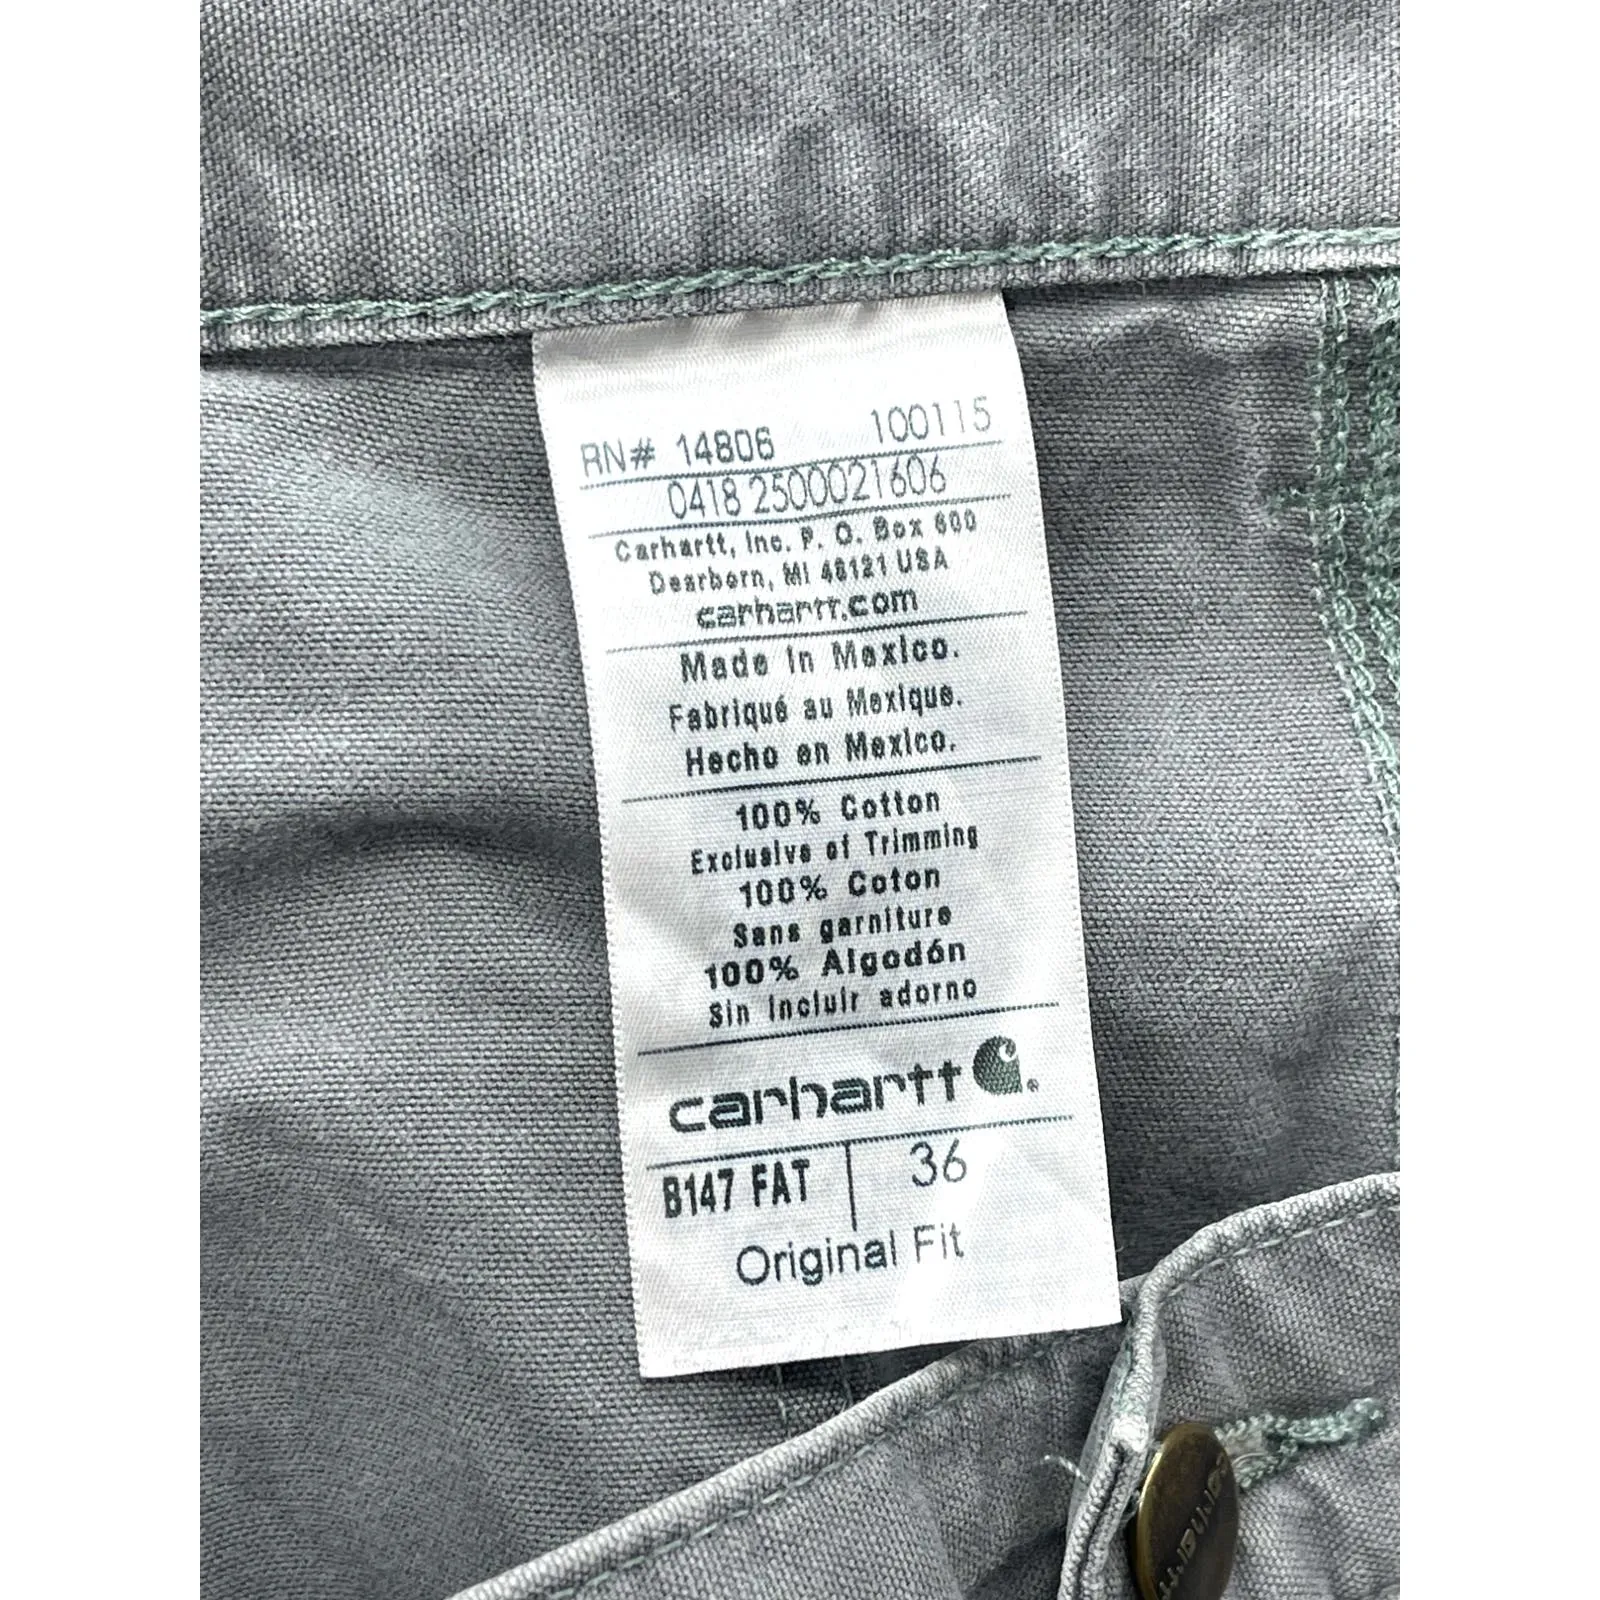 RN# 14806 100115
0418 2500021606
Carhartt, Inc. P. O. Box 600
Dearborn, MI 48121 USA
carhartt.com
Made in Mexico.
Fabriqué au Mexique.
Hecho en Mexico.
100% Cotton
Exclusive of Trimming
100% Coton
Sans garniture
100% Algodón
Sin incluir adorno
carhartt ®
B147 FAT 36
Original Fit